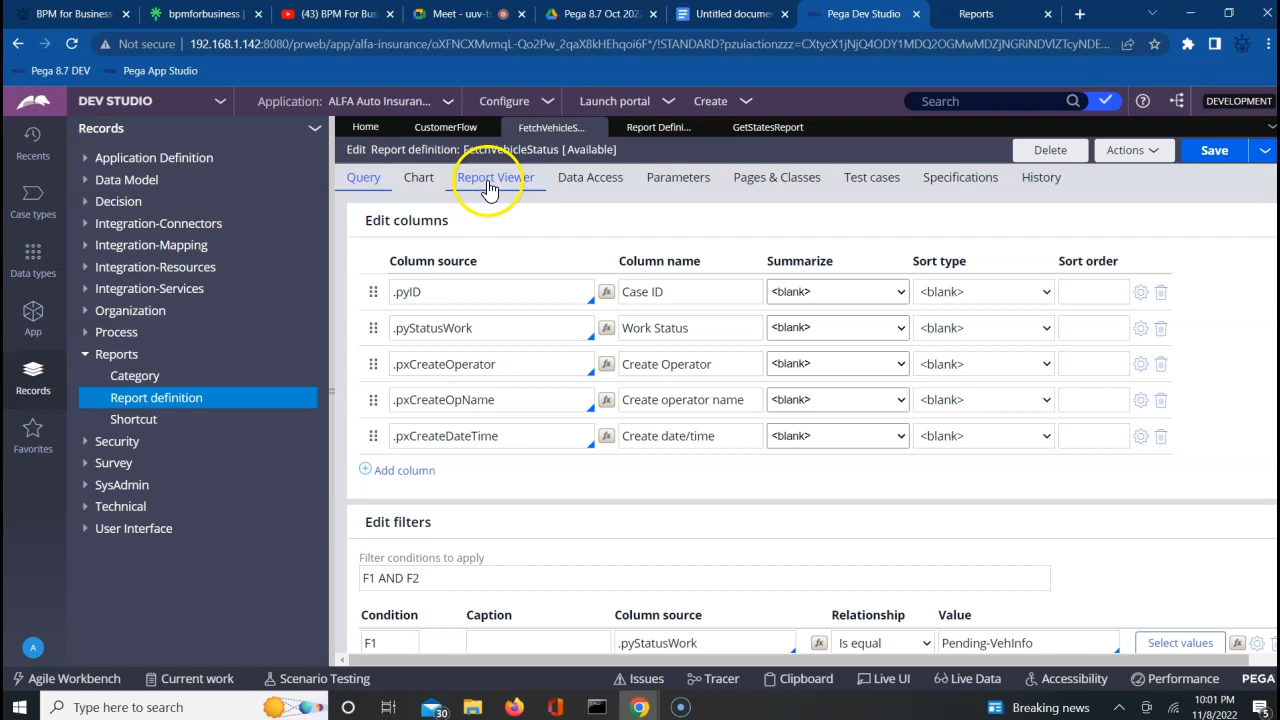 BPM for Business
bpmforbusiness |
(43) BPM For Bus
Meet - uuv-ts
Pega 8.7 Oct 202
Untitled docume
Pega Dev Studio
Reports
Not secure 192.168.1.142:8080/prweb/app/alfa-insurance/oXFNCXMvmqL-Qo2Pw_2qaX8kHEhqoi6F*/!STANDARD?pzuiactionzzz=CXtycX1jNjQ4ODY1MDQ2OGMwMDZjNGRiNDVlZTcyNDE...
Pega 8.7 DEV Pega App Studio
DEV STUDIO Application: ALFA Auto Insuran... Configure Launch portal Create Search DEVELOPMENT
Recents
Case types
Data types
App
Records
Favorites
A
Records
Application Definition
Data Model
Decision
Integration-Connectors
Integration-Mapping
Integration-Resources
Integration-Services
Organization
Process
Reports
Category
Report definition
Shortcut
Security
Survey
SysAdmin
Technical
User Interface
Home CustomerFlow FetchVehicleS... Report Defini... GetStatesReport
Edit Report definition: FetchVehicleStatus [Available] Delete Actions Save
Query Chart Report Viewer Data Access Parameters Pages & Classes Test cases Specifications History
Edit columns
Column source Column name Summarize Sort type Sort order
.pyID fx Case ID <blank> <blank>
.pyStatusWork fx Work Status <blank> <blank>
.pxCreateOperator fx Create Operator <blank> <blank>
.pxCreateOpName fx Create operator name <blank> <blank>
.pxCreateDateTime fx Create date/time <blank> <blank>
Add column
Edit filters
Filter conditions to apply
F1 AND F2
Condition Caption Column source Relationship Value
F1 .pyStatusWork fx Is equal Pending-VehInfo Select values fx
Agile Workbench Current work Scenario Testing Issues Tracer Clipboard Live UI Live Data Accessibility Performance PEGA
Type here to search 30 Breaking news 10:01 PM
11/8/2022 5